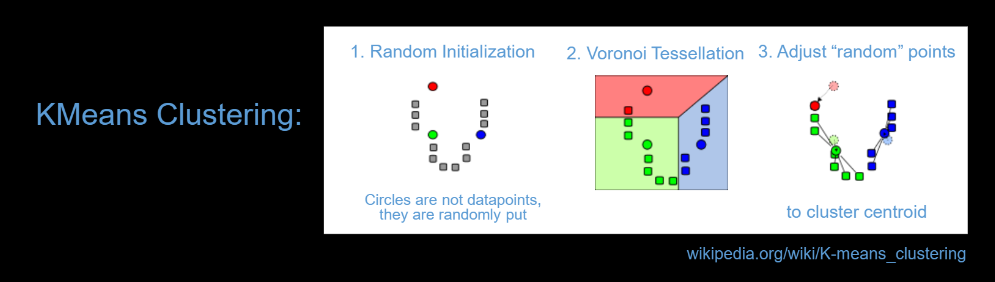 KMeans Clustering:
1. Random Initialization
2. Voronoi Tessellation
3. Adjust “random” points
Circles are not datapoints,
they are randomly put
to cluster centroid
wikipedia.org/wiki/K-means_clustering